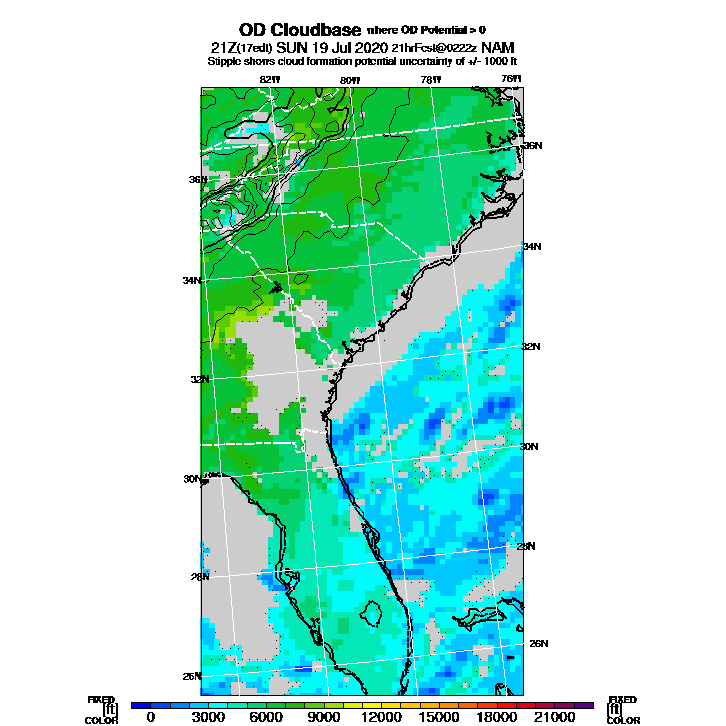 OD Cloudbase where OD Potential > 0
21Z(17edt) SUN 19 Jul 2020 21hrFcst@0222z NAM
Stipple shows cloud formation potential uncertainty of +/- 1000 ft
82W 80W 78W 76W
36N
36N
34N
34N
32N
32N
30N
30N
28N
28N
26N
26N
FIXED FIXED
[ft] [ft]
COLOR 0 3000 6000 9000 12000 15000 18000 21000 COLOR